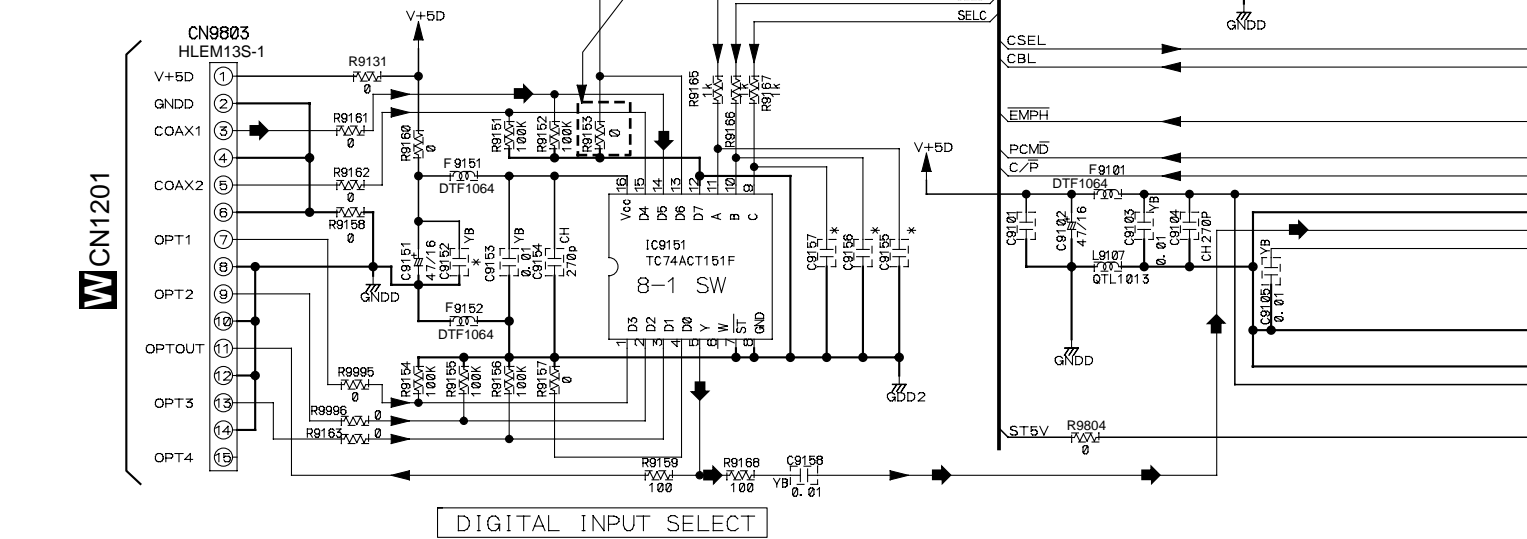 V+5D
SELC
GNDD
CN9803
HLEM13S-1
CSEL
CBL
R9131
0
R9165
1k
R9166
1k
R9167
1k
V+5D
1
GNDD
2
COAX1
3
4
COAX2
5
6
OPT1
7
8
OPT2
9
10
OPTOUT
11
12
OPT3
13
14
OPT4
15
W CN1201
R9161
0
R9160
0
R9151
100K
R9152
100K
R9153
0
EMPH
PCMD
C/P
V+5D
F9151
DTF1064
R9162
0
R9158
0
16 15 14 13 12 11 10 9
Vcc D4 D5 D6 D7 A B C
IC9151
TC74ACT151F
8-1 SW
D3 D2 D1 D0 Y W ST GND
1 2 3 4 5 6 7 8
C9151
47/16
C9152
YB
*
C9153
YB
0.01
C9154
CH
270p
C9157
*
C9156
*
C9155
*
GNDD
F9152
DTF1064
F9101
DTF1064
C9101
C9102
47/16
C9103
YB
0.01
C9104
CH270P
L9107
QTL1013
C9105
YB
0.01
GNDD
R9995
0
R9154
100K
R9155
100K
R9156
100K
R9157
0
GDD2
R9996
0
R9163
0
ST5V
R9804
0
R9159
100
R9168
100
C9158
YB
0.01
DIGITAL INPUT SELECT